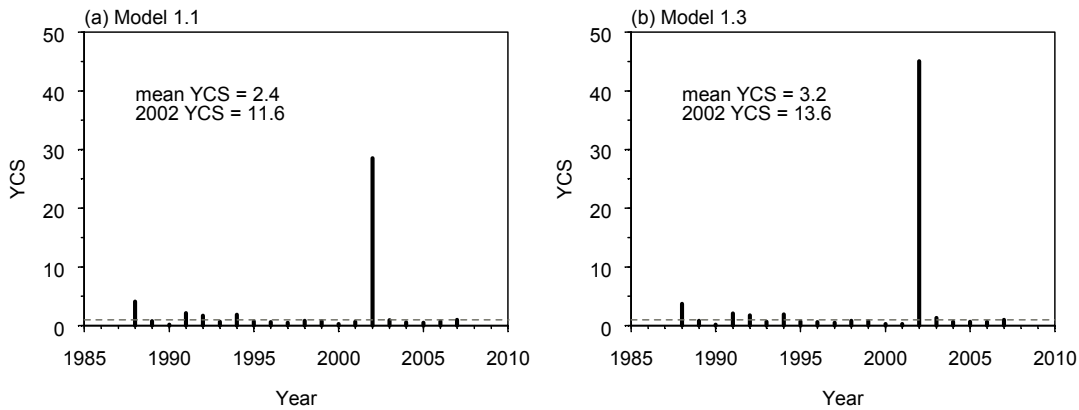 (a) Model 1.1
50
40
30
20
10
0
YCS
mean YCS = 2.4
2002 YCS = 11.6
1985 1990 1995 2000 2005 2010
Year
(b) Model 1.3
50
40
30
20
10
0
YCS
mean YCS = 3.2
2002 YCS = 13.6
1985 1990 1995 2000 2005 2010
Year